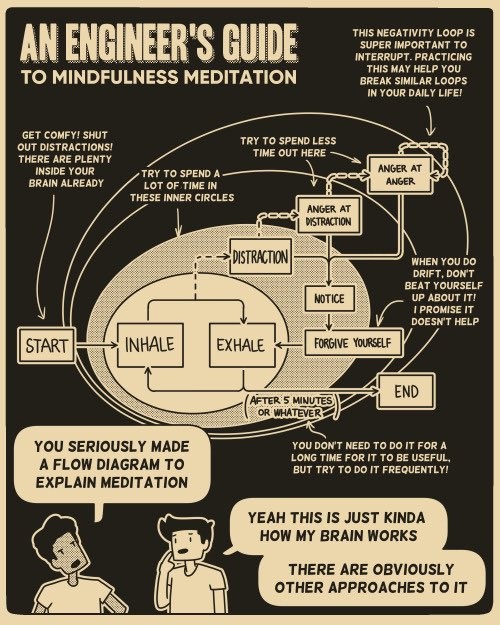 AN ENGINEER'S GUIDE
TO MINDFULNESS MEDITATION
THIS NEGATIVITY LOOP IS
SUPER IMPORTANT TO
INTERRUPT. PRACTICING
THIS MAY HELP YOU
BREAK SIMILAR LOOPS
IN YOUR DAILY LIFE!
GET COMFY! SHUT
OUT DISTRACTIONS!
THERE ARE PLENTY
INSIDE YOUR
BRAIN ALREADY
TRY TO SPEND LESS
TIME OUT HERE
TRY TO SPEND A
LOT OF TIME IN
THESE INNER CIRCLES
ANGER AT
ANGER
ANGER AT
DISTRACTION
DISTRACTION
WHEN YOU DO
DRIFT, DON'T
BEAT YOURSELF
UP ABOUT IT!
I PROMISE IT
DOESN'T HELP
NOTICE
START
INHALE
EXHALE
FORGIVE YOURSELF
END
(AFTER 5 MINUTES
OR WHATEVER)
YOU DON'T NEED TO DO IT FOR A
LONG TIME FOR IT TO BE USEFUL,
BUT TRY TO DO IT FREQUENTLY!
YOU SERIOUSLY MADE
A FLOW DIAGRAM TO
EXPLAIN MEDITATION
YEAH THIS IS JUST KINDA
HOW MY BRAIN WORKS
THERE ARE OBVIOUSLY
OTHER APPROACHES TO IT